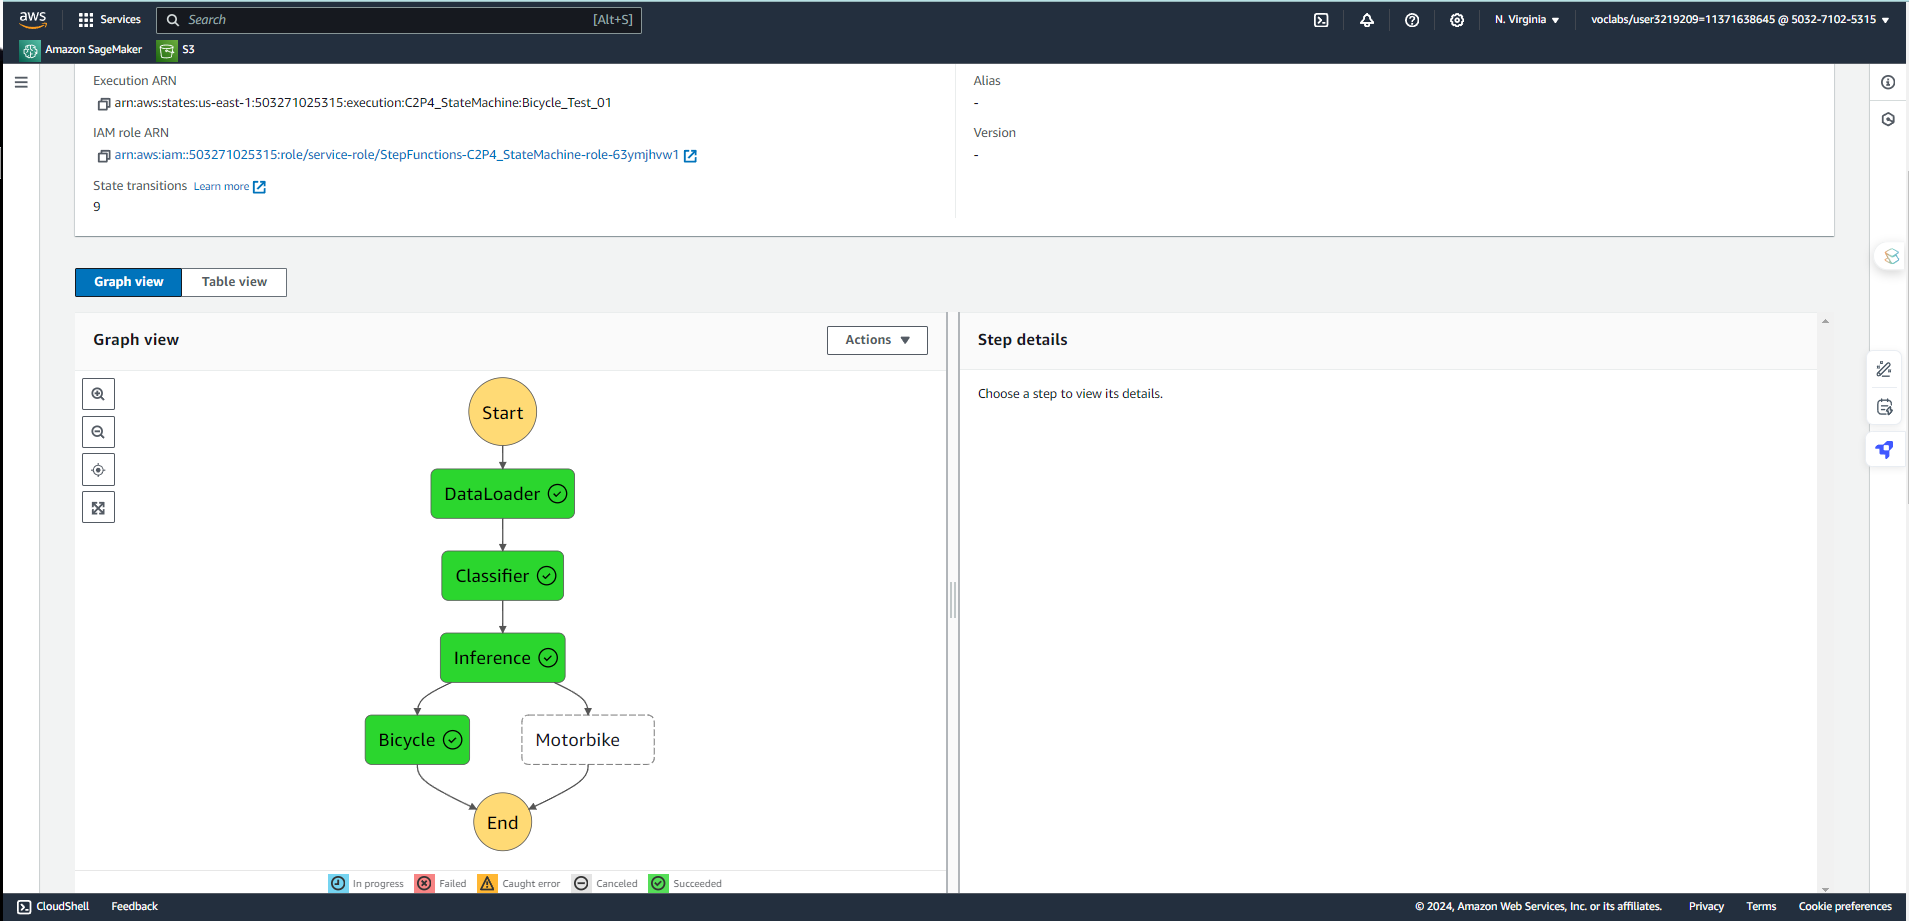 aws
Services
Search
[Alt+S]
N. Virginia
voclabs/user3219209=11371638645 @ 5032-7102-5315
Amazon SageMaker
S3
Execution ARN
arn:aws:states:us-east-1:503271025315:execution:C2P4_StateMachine:Bicycle_Test_01
IAM role ARN
arn:aws:iam::503271025315:role/service-role/StepFunctions-C2P4_StateMachine-role-63ymjhvw1
State transitions Learn more
9
Alias
-
Version
-
Graph view
Table view
Graph view
Actions
Start
DataLoader
Classifier
Inference
Bicycle
Motorbike
End
In progress
Failed
Caught error
Canceled
Succeeded
Step details
Choose a step to view its details.
CloudShell
Feedback
© 2024, Amazon Web Services, Inc. or its affiliates.
Privacy
Terms
Cookie preferences